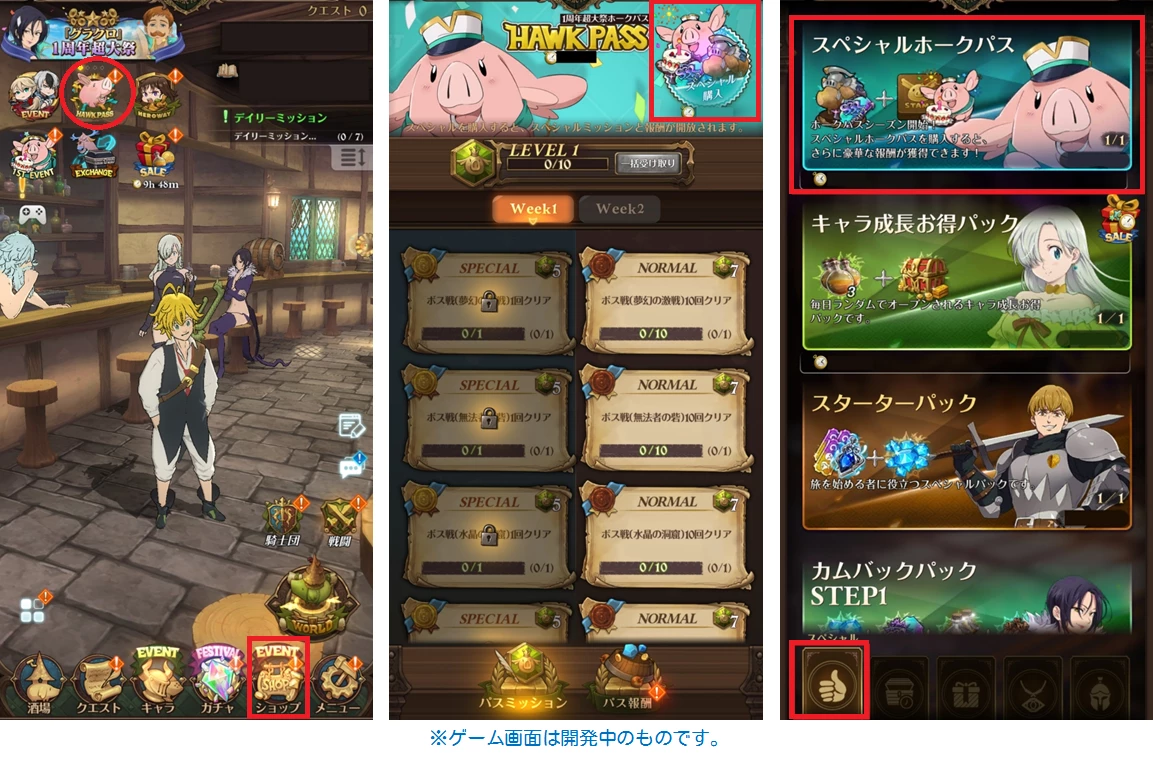 クエスト 0
『グラクロ』
1周年超大祭
EVENT
HAWK PASS
HERO WAY
デイリーミッション
デイリーミッション... (0/7)
1ST EVENT
EXCHANGE
SALE
9h 48m
騎士団
戦闘
WORLD
EVENT
FESTIVAL
EVENT
SHOP
酒場
クエスト
キャラ
ガチャ
ショップ
メニュー
1周年超大祭ホークパス
HAWK PASS
スペシャル
購入
スペシャルを購入すると、スペシャルミッションと報酬が開放されます。
LEVEL 1
0/10
一括受け取り
Week1
Week2
SPECIAL 5
NORMAL 7
ボス戦(夢幻の激戦)10回クリア
0/1 (0/1)
0/10 (0/1)
SPECIAL 5
NORMAL 7
ボス戦(無法者の砦)10回クリア
0/1 (0/1)
0/10 (0/1)
SPECIAL 5
NORMAL 7
ボス戦(水晶の洞窟)10回クリア
0/1 (0/1)
0/10 (0/1)
SPECIAL 5
NORMAL 7
パスミッション
パス報酬
スペシャルホークパス
ホークパスシーズン開始！
スペシャルホークパスを購入すると、
さらに豪華な報酬が獲得できます！
1/1
キャラ成長お得パック
SALE
3
毎日ランダムでオープンされるキャラ成長お得
パックです。
1/1
スターターパック
旅を始める者に役立つスペシャルパックです
1/1
カムバックパック
STEP1
スペシャル
※ゲーム画面は開発中のものです。